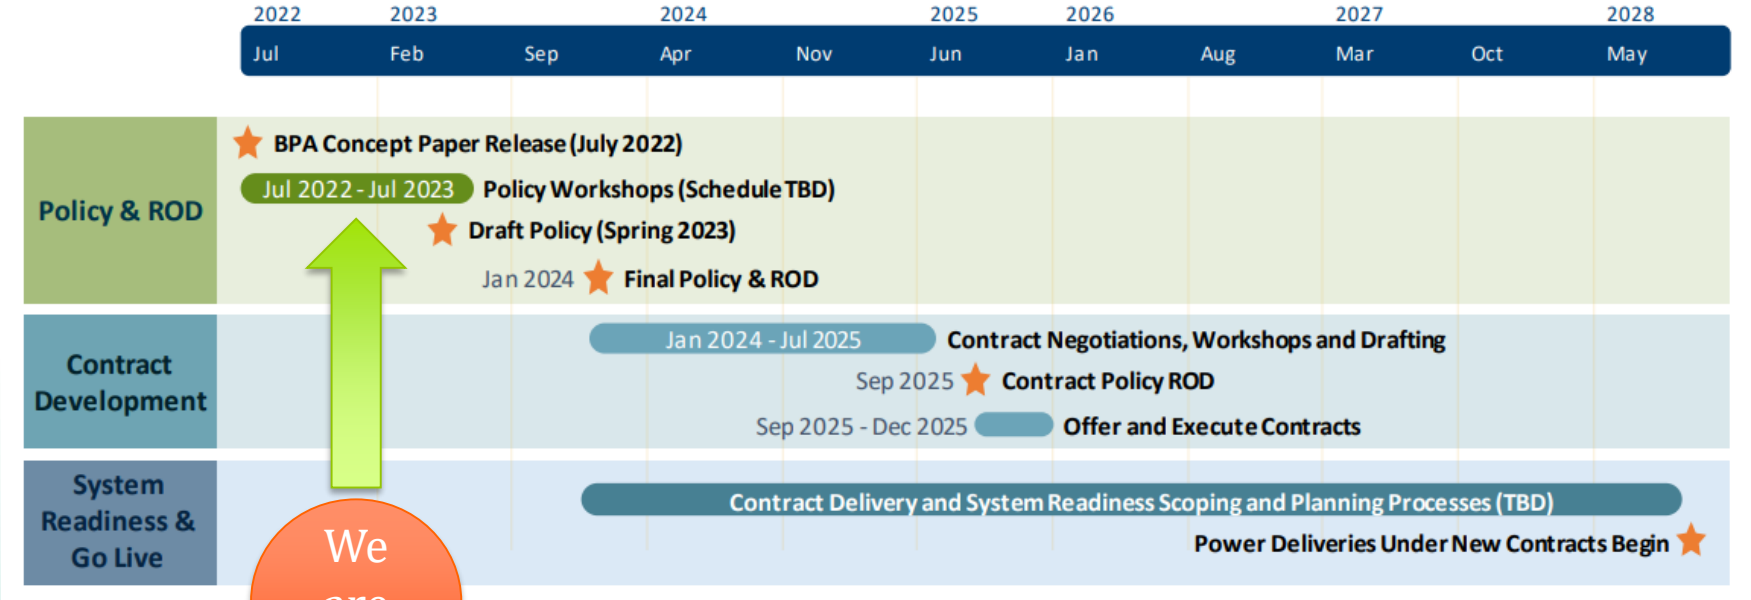 2022 2023 2024 2025 2026 2027 2028
Jul Feb Sep Apr Nov Jun Jan Aug Mar Oct May
Policy & ROD
BPA Concept Paper Release (July 2022)
Jul 2022 - Jul 2023 Policy Workshops (Schedule TBD)
Draft Policy (Spring 2023)
Jan 2024 Final Policy & ROD
Contract
Development
Jan 2024 - Jul 2025 Contract Negotiations, Workshops and Drafting
Sep 2025 Contract Policy ROD
Sep 2025 - Dec 2025 Offer and Execute Contracts
System
Readiness &
Go Live
Contract Delivery and System Readiness Scoping and Planning Processes (TBD)
Power Deliveries Under New Contracts Begin
We
are